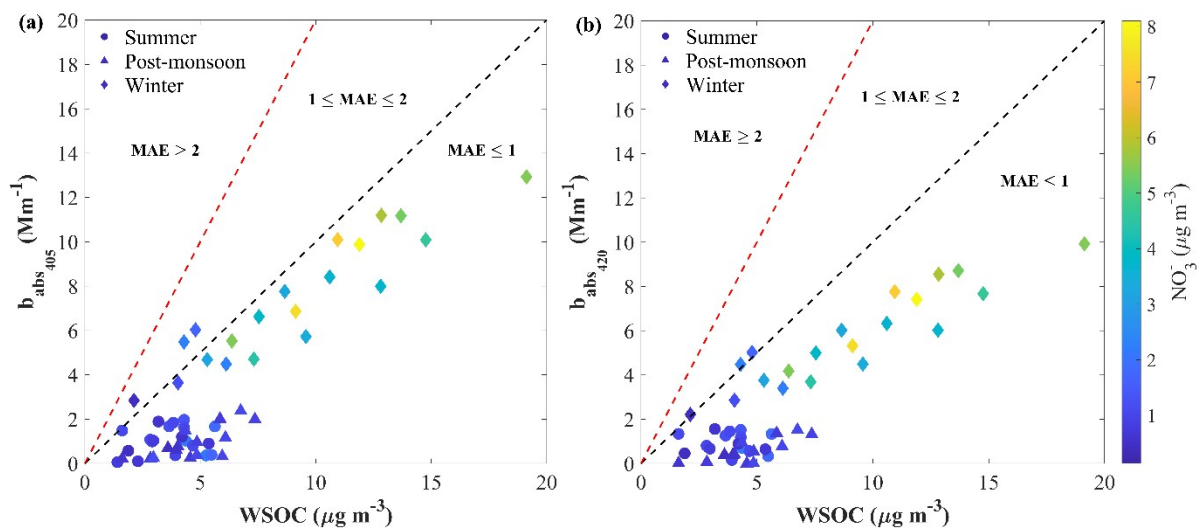 (a)
Summer
Post-monsoon
Winter
MAE > 2
1 ≤ MAE ≤ 2
MAE ≤ 1
b_abs_405 (Mm⁻¹)
20
18
16
14
12
10
8
6
4
2
0
0 5 10 15 20
WSOC (μg m⁻³)
(b)
Summer
Post-monsoon
Winter
MAE ≥ 2
1 ≤ MAE ≤ 2
MAE < 1
b_abs_420 (Mm⁻¹)
20
18
16
14
12
10
8
6
4
2
0
0 5 10 15 20
WSOC (μg m⁻³)
8
7
6
5
4
3
2
1
NO₃⁻ (μg m⁻³)